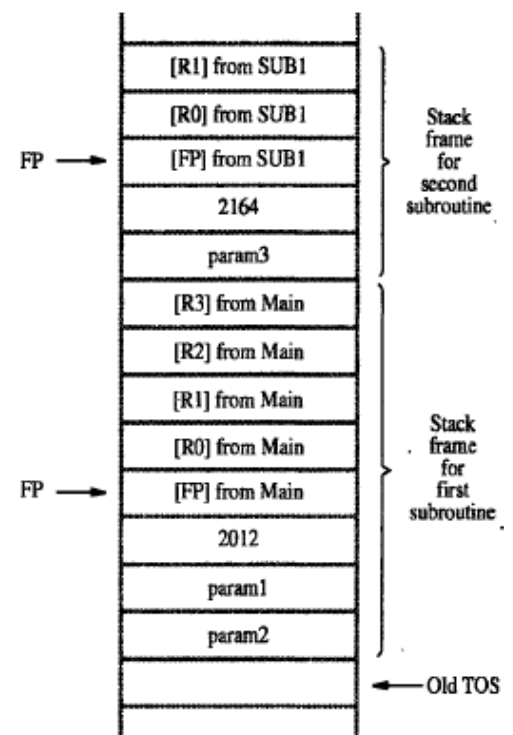 [R1] from SUB1
[R0] from SUB1
FP
[FP] from SUB1
2164
param3
Stack
frame
for
second
subroutine
[R3] from Main
[R2] from Main
[R1] from Main
[R0] from Main
FP
[FP] from Main
2012
param1
param2
Stack
frame
for
first
subroutine
Old TOS